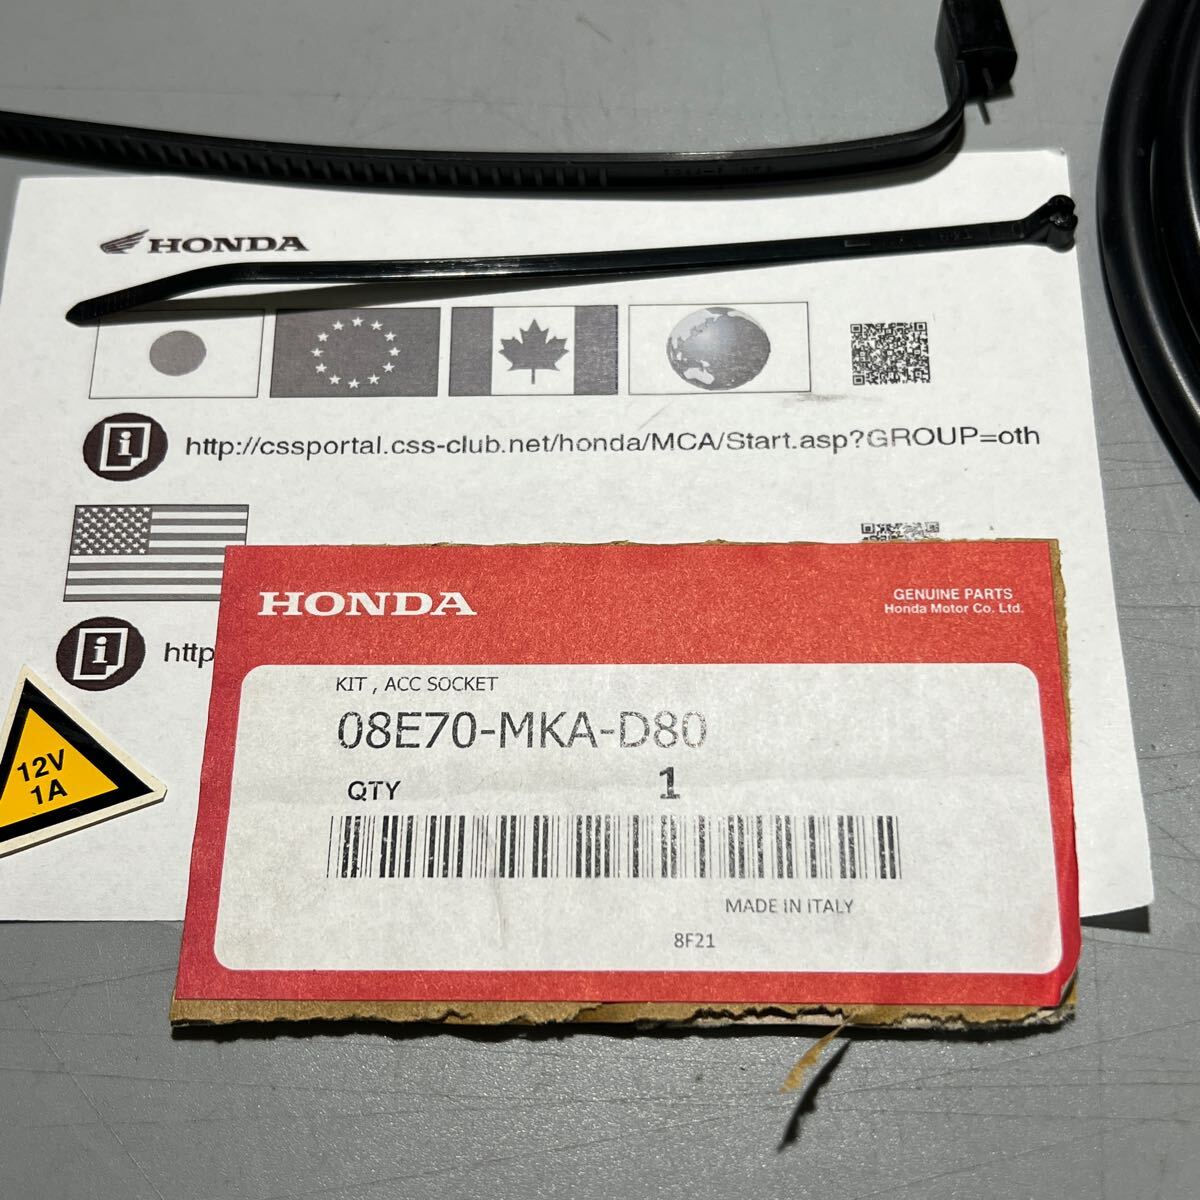 HONDA
http://cssportal.css-club.net/honda/MCA/Start.asp?GROUP=oth
http
12V
1A
HONDA
GENUINE PARTS
Honda Motor Co. Ltd.
KIT , ACC SOCKET
08E70-MKA-D80
QTY 1
MADE IN ITALY
8F21